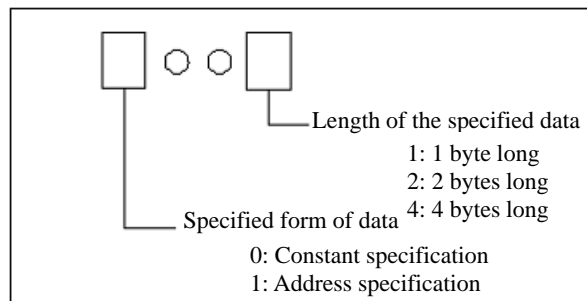 Length of the specified data
1: 1 byte long
2: 2 bytes long
4: 4 bytes long
Specified form of data
0: Constant specification
1: Address specification